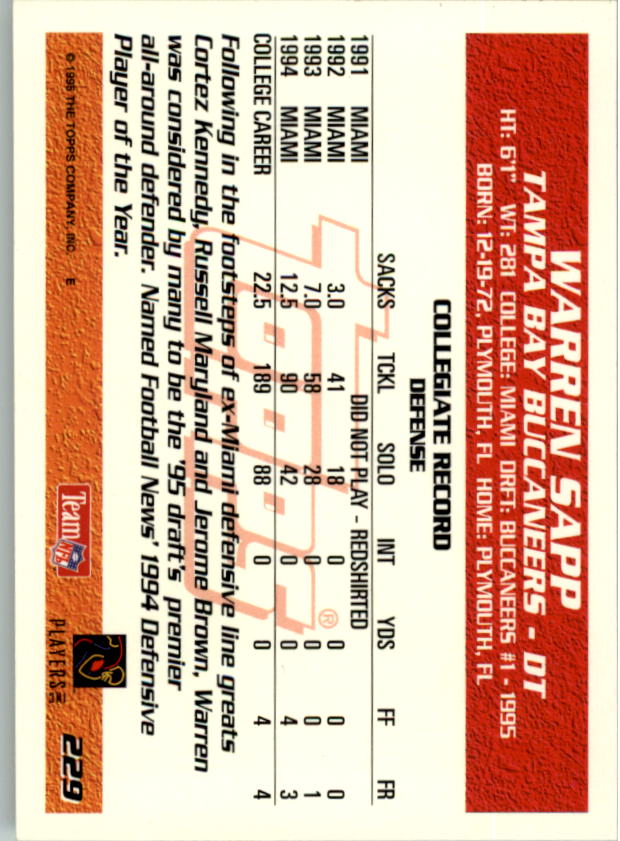 WARREN SAPP
TAMPA BAY BUCCANEERS - DT
HT: 6'1" WT: 281 COLLEGE: MIAMI DRFT: BUCCANEERS #1 - 1995
BORN: 12-19-72, PLYMOUTH, FL HOME: PLYMOUTH, FL
COLLEGIATE RECORD
DEFENSE
SACKS TCKL SOLO INT YDS FF FR
1991 MIAMI DID NOT PLAY - REDSHIRTED
1992 MIAMI 3.0 41 18 0 0 0 0
1993 MIAMI 7.0 58 28 0 0 0 1
1994 MIAMI 12.5 90 42 0 0 4 3
COLLEGE CAREER 22.5 189 88 0 0 4 4
Topps®
Following in the footsteps of ex-Miami defensive line greats
Cortez Kennedy, Russell Maryland and Jerome Brown, Warren
was considered by many to be the '95 draft's premier
all-around defender. Named Football News' 1994 Defensive
Player of the Year.
© 1995 THE TOPPS COMPANY, INC. E
Team NFL
PLAYERS INC
229